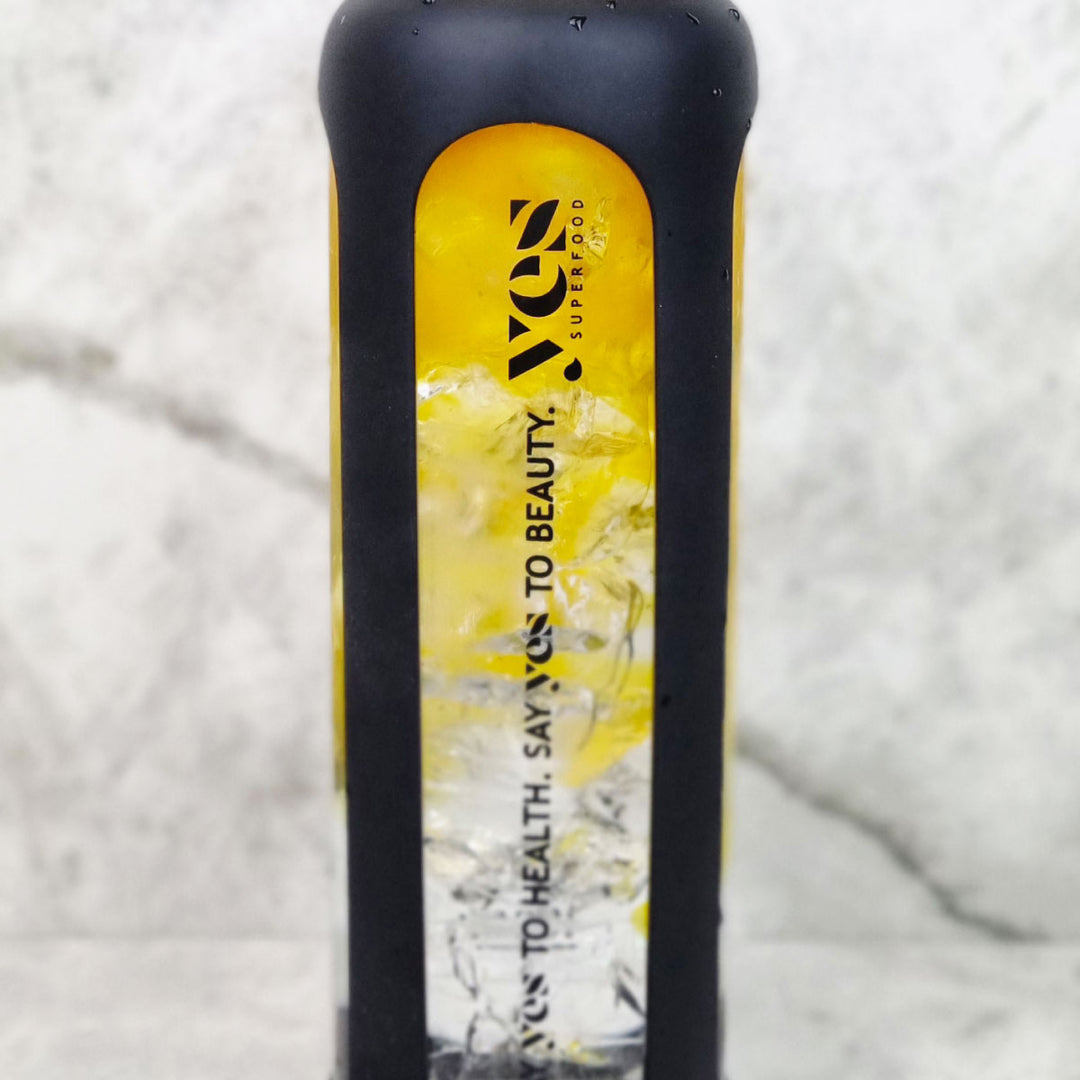 yes
SUPERFOOD
Y yes TO HEALTH. SAY yes TO BEAUTY.